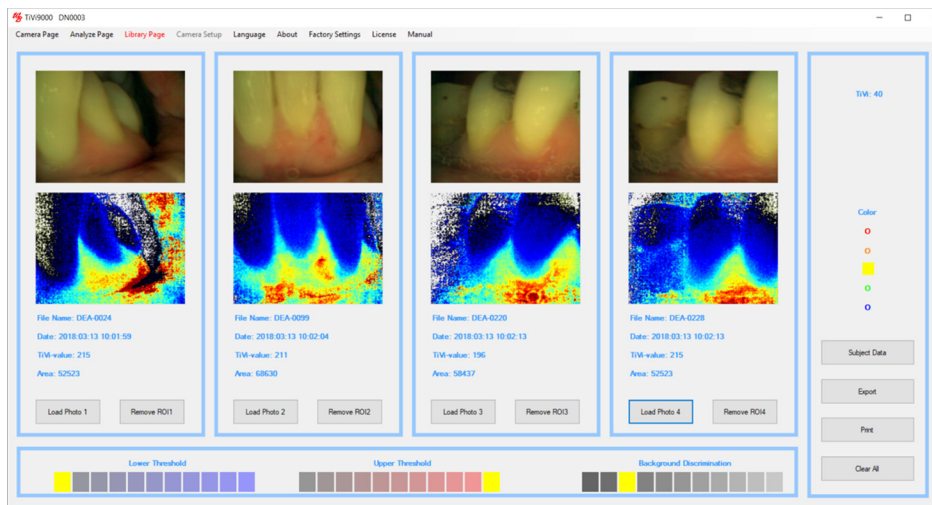 TiVi9000 DN0003
Camera Page Analyze Page Library Page Camera Setup Language About Factory Settings License Manual
File Name: DEA-0024
Date: 2018:03:13 10:01:59
TiVi-value: 215
Area: 52523
Load Photo 1 Remove ROI1
File Name: DEA-0099
Date: 2018:03:13 10:02:04
TiVi-value: 211
Area: 68630
Load Photo 2 Remove ROI2
File Name: DEA-0220
Date: 2018:03:13 10:02:13
TiVi-value: 196
Area: 58437
Load Photo 3 Remove ROI3
File Name: DEA-0228
Date: 2018:03:13 10:02:13
TiVi-value: 215
Area: 52523
Load Photo 4 Remove ROI4
TiVi: 40
Color
Subject Data
Export
Print
Clear All
Lower Threshold Upper Threshold Background Discrimination